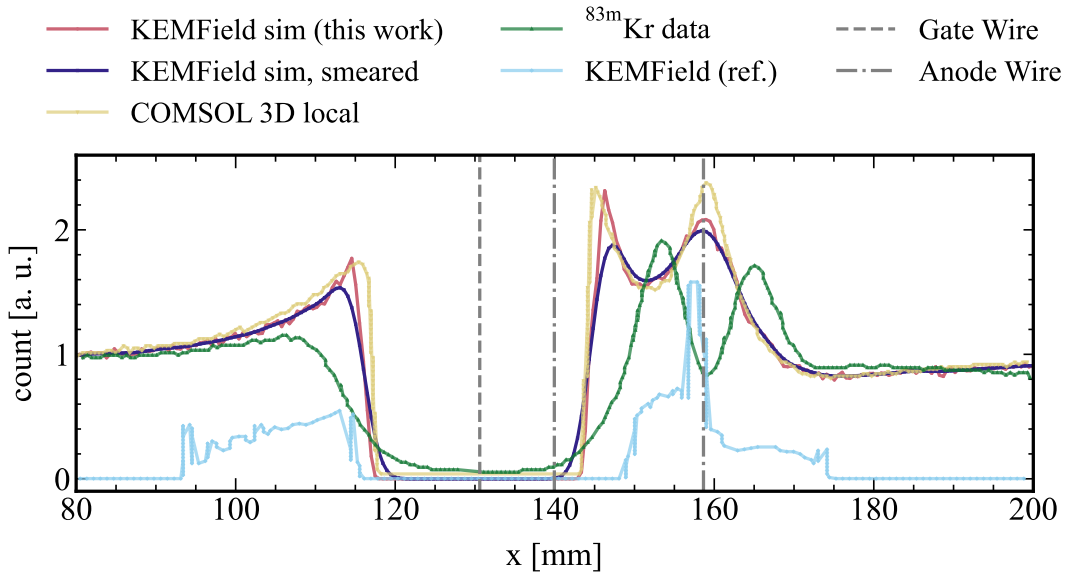 KEMField sim (this work)
KEMField sim, smeared
COMSOL 3D local
83mKr data
KEMField (ref.)
Gate Wire
Anode Wire
count [a. u.]
2
1
0
80
100
120
140
160
180
200
x [mm]